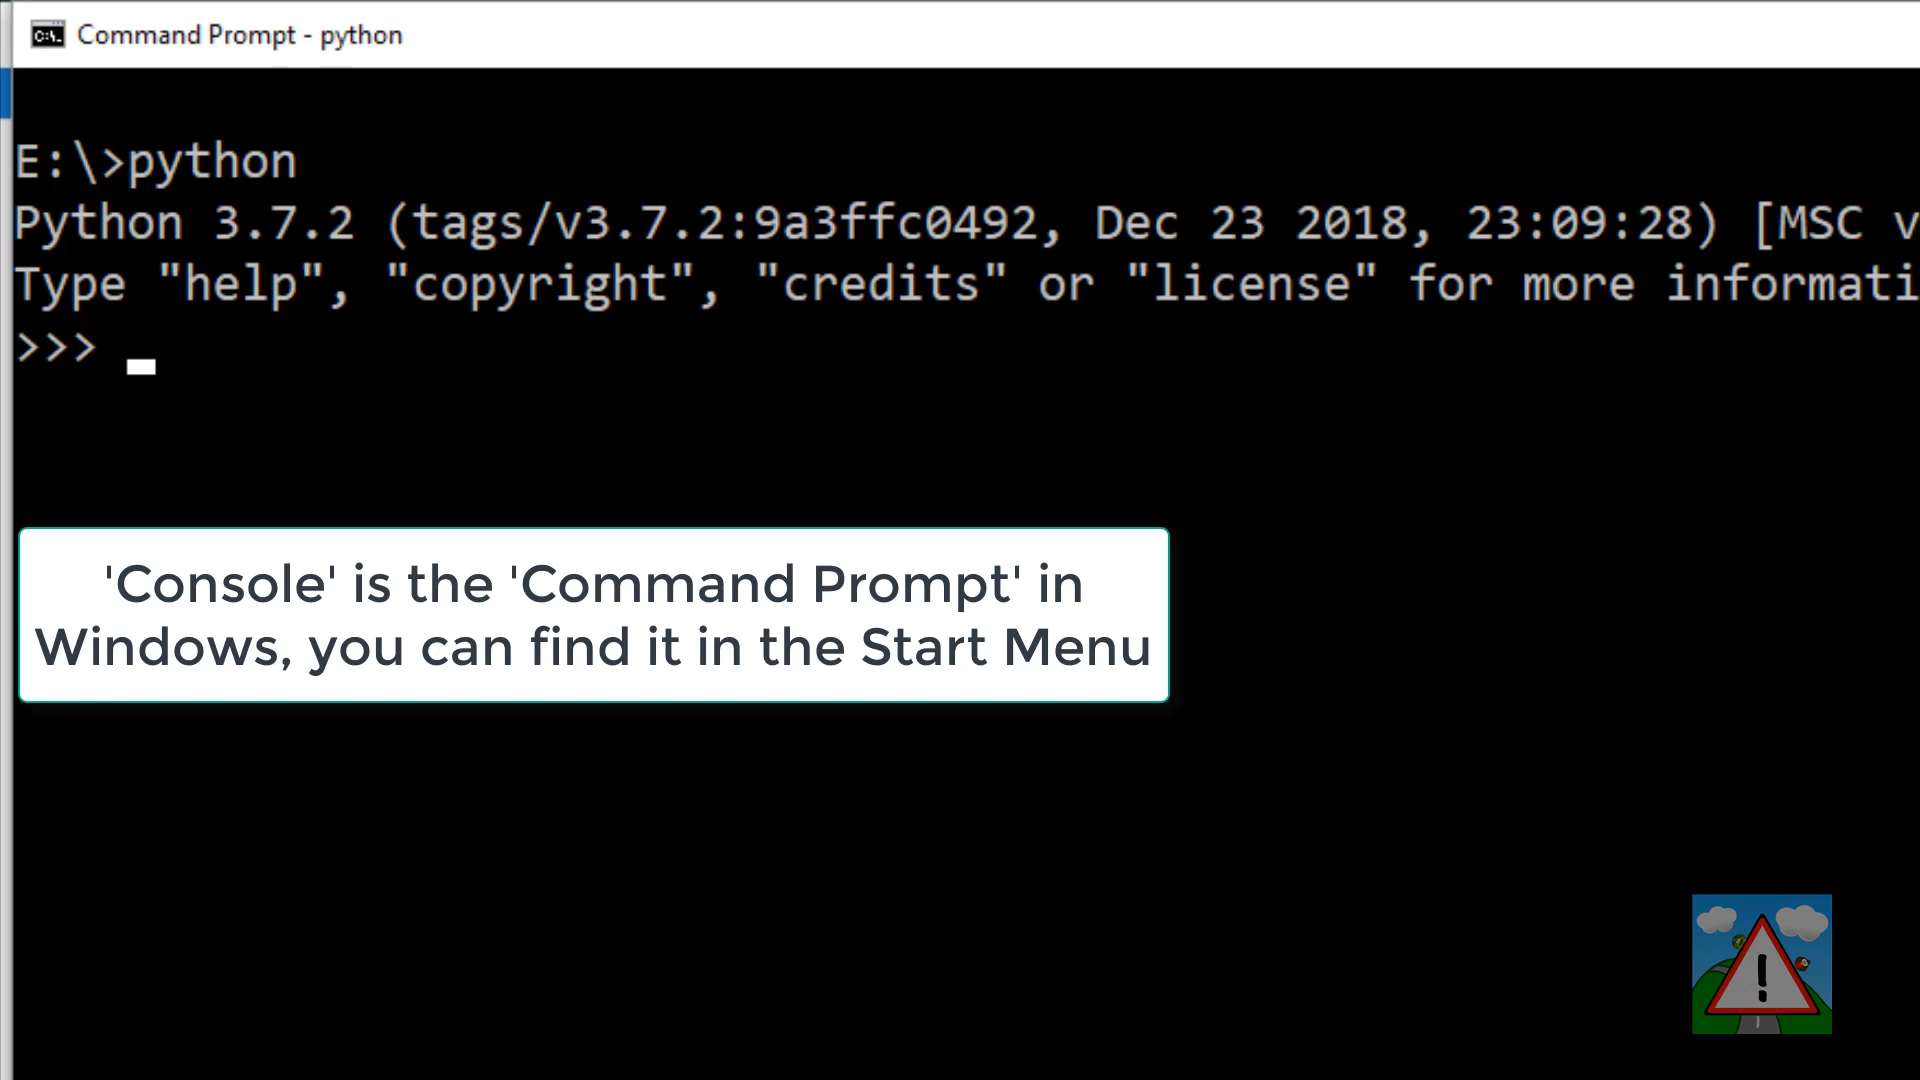 Command Prompt - python
E:\>python
Python 3.7.2 (tags/v3.7.2:9a3ffc0492, Dec 23 2018, 23:09:28) [MSC v
Type "help", "copyright", "credits" or "license" for more informati
>>> 
'Console' is the 'Command Prompt' in
Windows, you can find it in the Start Menu